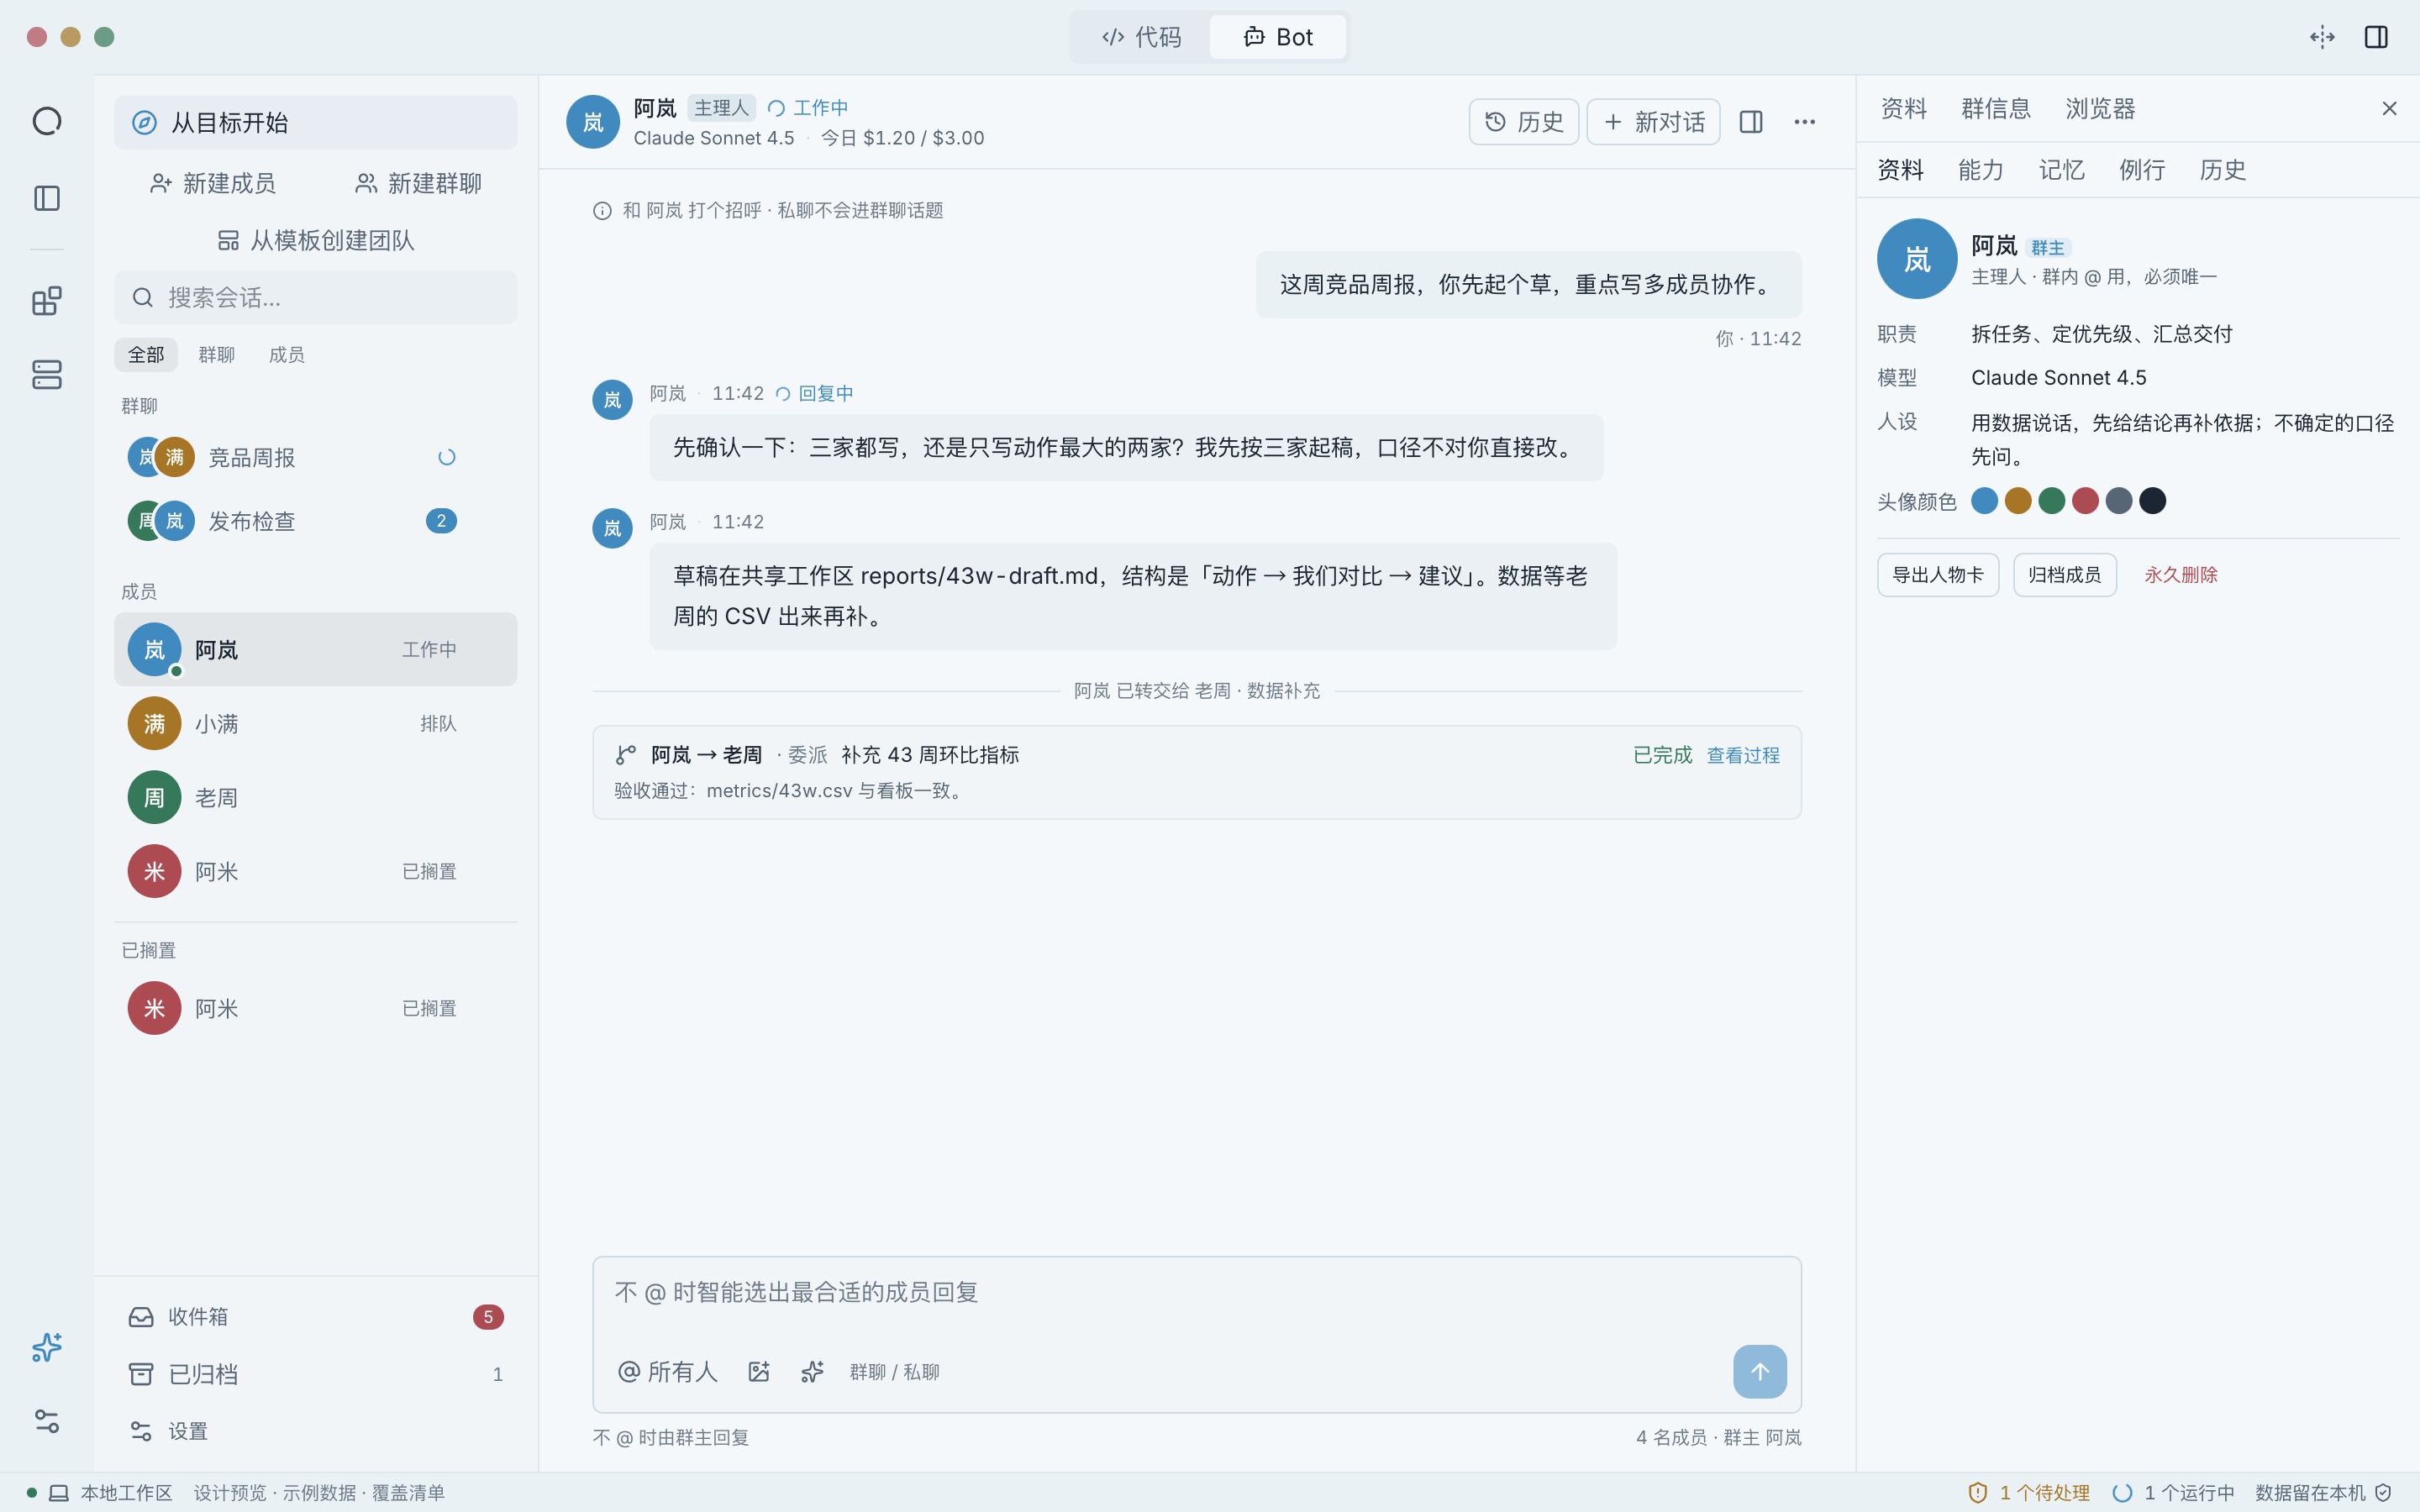 代码
Bot
从目标开始
新建成员
新建群聊
从模板创建团队
搜索会话...
全部 群聊 成员
群聊
岚 满 竞品周报
周 岚 发布检查 2
成员
岚 阿岚 工作中
满 小满 排队
周 老周
米 阿米 已搁置
已搁置
米 阿米 已搁置
收件箱 5
已归档 1
设置
岚 阿岚 主理人 工作中
Claude Sonnet 4.5 · 今日 $1.20 / $3.00
历史
新对话
和 阿岚 打个招呼 · 私聊不会进群聊话题
这周竞品周报，你先起个草，重点写多成员协作。
你 · 11:42
岚 阿岚 · 11:42 回复中
先确认一下：三家都写，还是只写动作最大的两家？我先按三家起稿，口径不对你直接改。
岚 阿岚 · 11:42
草稿在共享工作区 reports/43w-draft.md，结构是「动作 → 我们对比 → 建议」。数据等老
周的 CSV 出来再补。
阿岚 已转交给 老周 · 数据补充
阿岚 → 老周 · 委派 补充 43 周环比指标 已完成 查看过程
验收通过：metrics/43w.csv 与看板一致。
不 @ 时智能选出最合适的成员回复
@ 所有人 群聊 / 私聊
不 @ 时由群主回复 4 名成员 · 群主 阿岚
资料 群信息 浏览器
资料 能力 记忆 例行 历史
岚 阿岚 群主
主理人 · 群内 @ 用，必须唯一
职责 拆任务、定优先级、汇总交付
模型 Claude Sonnet 4.5
人设 用数据说话，先给结论再补依据；不确定的口径
先问。
头像颜色
导出人物卡 归档成员 永久删除
本地工作区 设计预览 · 示例数据 · 覆盖清单
1 个待处理 1 个运行中 数据留在本机